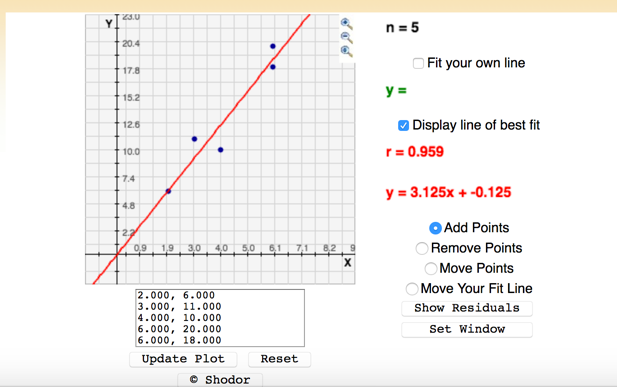 Y
23.0
20.4
17.8
15.2
12.6
10.0
7.4
4.8
2.2
0.9 1.9 3.0 4.0 5.0 6.1 7.1 8.2 9
X
2.000, 6.000
3.000, 11.000
4.000, 10.000
6.000, 20.000
6.000, 18.000
Update Plot Reset
© Shodor
n = 5
Fit your own line
y =
Display line of best fit
r = 0.959
y = 3.125x + -0.125
Add Points
Remove Points
Move Points
Move Your Fit Line
Show Residuals
Set Window